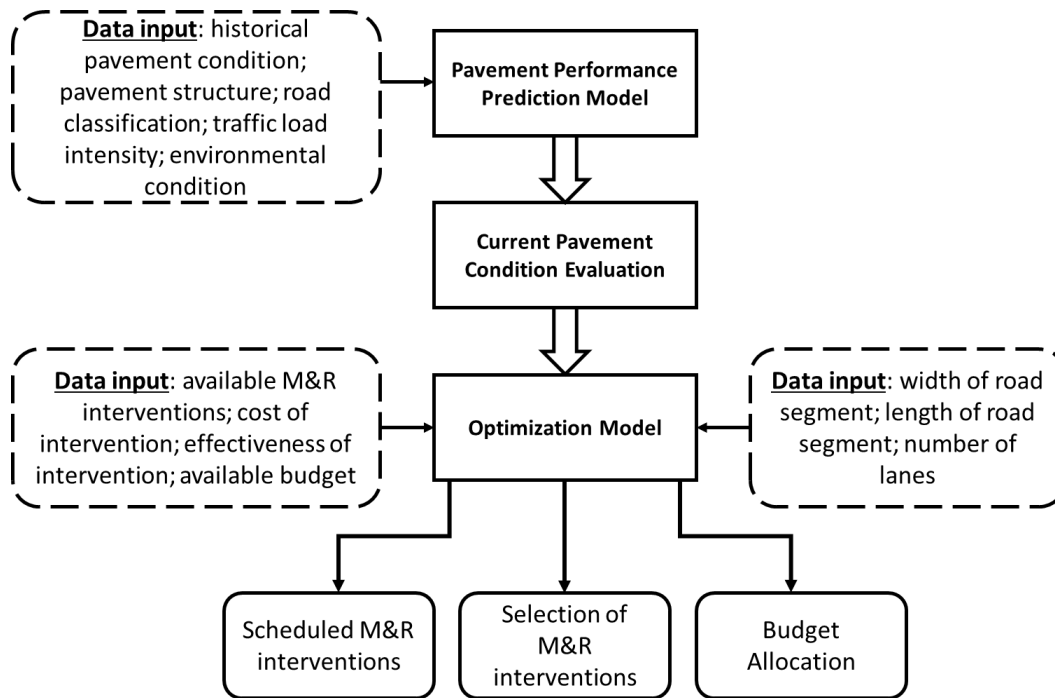 Data input: historical
pavement condition;
pavement structure; road
classification; traffic load
intensity; environmental
condition
Pavement Performance
Prediction Model
Current Pavement
Condition Evaluation
Data input: available M&R
interventions; cost of
intervention; effectiveness of
intervention; available budget
Optimization Model
Data input: width of road
segment; length of road
segment; number of
lanes
Scheduled M&R
interventions
Selection of
M&R
interventions
Budget
Allocation